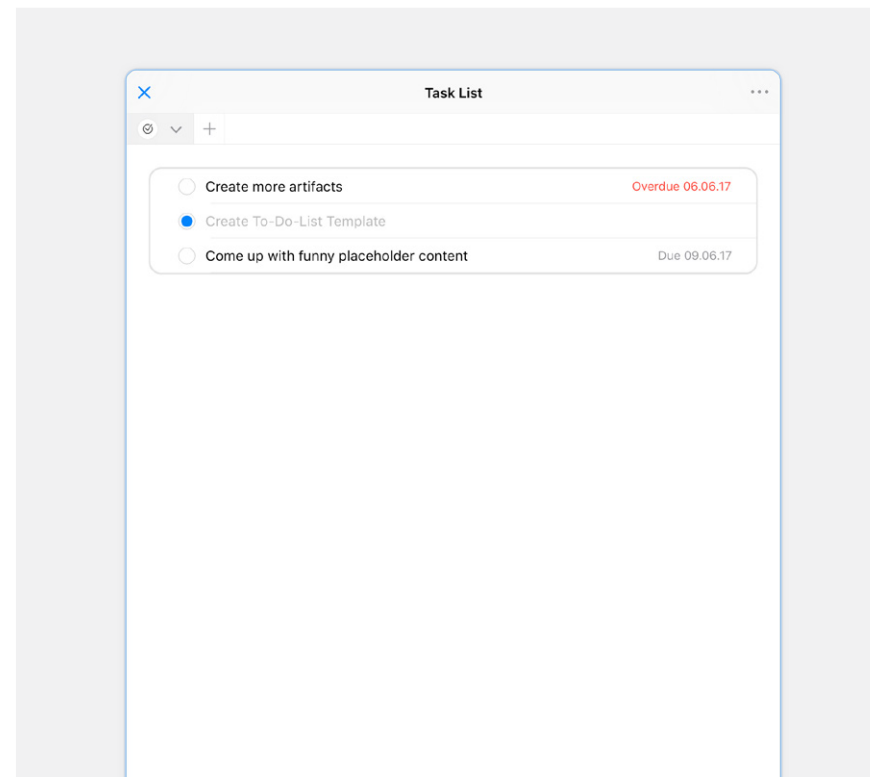 Task List
Create more artifacts Overdue 06.06.17
Create To-Do-List Template
Come up with funny placeholder content Due 09.06.17